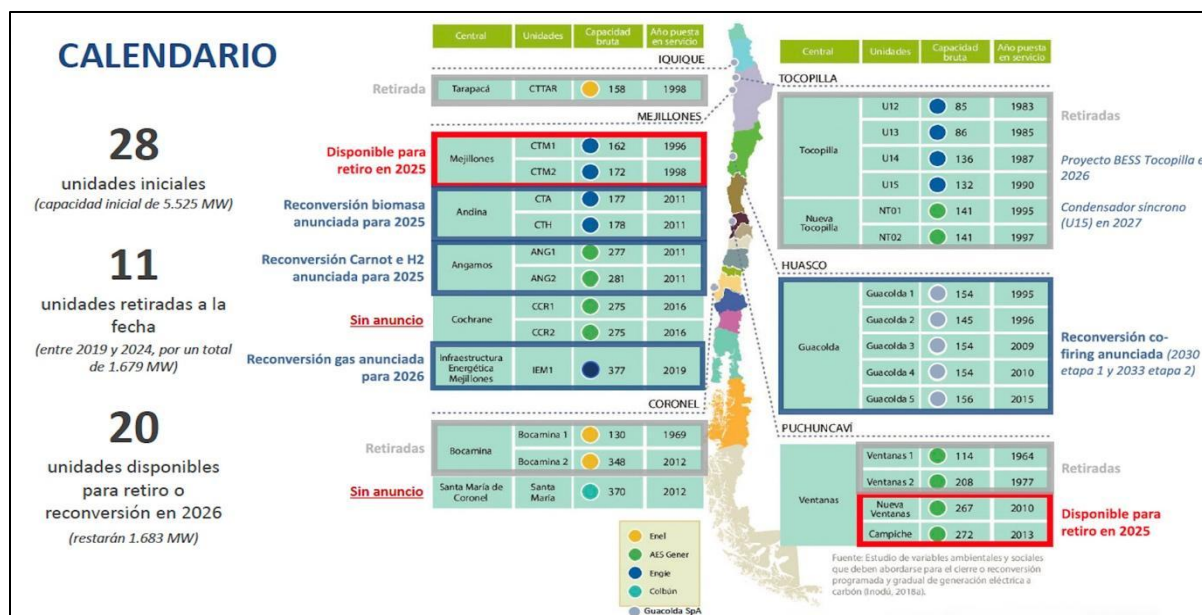 CALENDARIO
28
unidades iniciales
(capacidad inicial de 5.525 MW)
11
unidades retiradas a la
fecha
(entre 2019 y 2024, por un total
de 1.679 MW)
20
unidades disponibles
para retiro o
reconversión en 2026
(restarán 1.683 MW)
Central Unidades Capacidad bruta Año puesta en servicio
IQUIQUE
Retirada
Tarapacá CTTAR 158 1998
MEJILLONES
Disponible para
retiro en 2025
Mejillones
CTM1 162 1996
CTM2 172 1998
Reconversión biomasa
anunciada para 2025
Andina
CTA 177 2011
CTH 178 2011
Reconversión Carnot e H2
anunciada para 2025
Angamos
ANG1 277 2011
ANG2 281 2011
Sin anuncio
Cochrane
CCR1 275 2016
CCR2 275 2016
Reconversión gas anunciada
para 2026
Infraestructura
Energética
Mejillones
IEM1 377 2019
CORONEL
Retiradas
Bocamina
Bocamina 1 130 1969
Bocamina 2 348 2012
Sin anuncio
Santa María de
Coronel
Santa
María
370 2012
Enel
AES Gener
Engie
Colbún
Guacolda SpA
TOCOPILLA
Central Unidades Capacidad bruta Año puesta en servicio
Tocopilla
U12 85 1983
U13 86 1985
U14 136 1987
U15 132 1990
Nueva
Tocopilla
NT01 141 1995
NT02 141 1997
Retiradas
Proyecto BESS Tocopilla e
2026
Condensador síncrono
(U15) en 2027
HUASCO
Guacolda
Guacolda 1 154 1995
Guacolda 2 145 1996
Guacolda 3 154 2009
Guacolda 4 154 2010
Guacolda 5 156 2015
Reconversión co-
firing anunciada (2030
etapa 1 y 2033 etapa 2)
PUCHUNCAVÍ
Ventanas
Ventanas 1 114 1964
Ventanas 2 208 1977
Retiradas
Nueva
Ventanas
267 2010
Campiche 272 2013
Disponible para
retiro en 2025
Fuente: Estudio de variables ambientales y sociales
que deben abordarse para el cierre o reconversión
programada y gradual de generación eléctrica a
carbón (Inodú, 2018a).